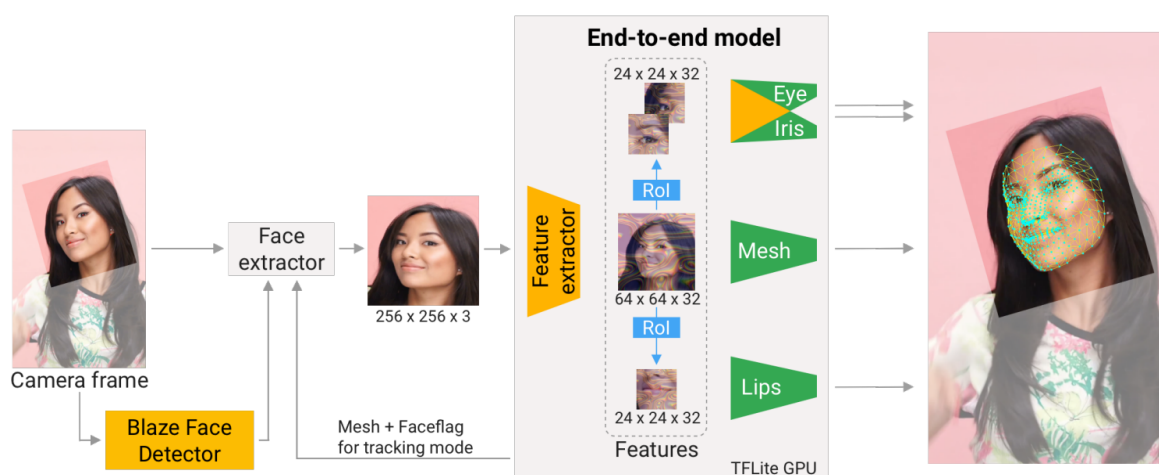 End-to-end model
24 x 24 x 32
Eye
Iris
RoI
Face
extractor
Feature
extractor
Mesh
256 x 256 x 3
64 x 64 x 32
RoI
Camera frame
Lips
24 x 24 x 32
Blaze Face
Detector
Mesh + Faceflag
for tracking mode
Features
TFLite GPU